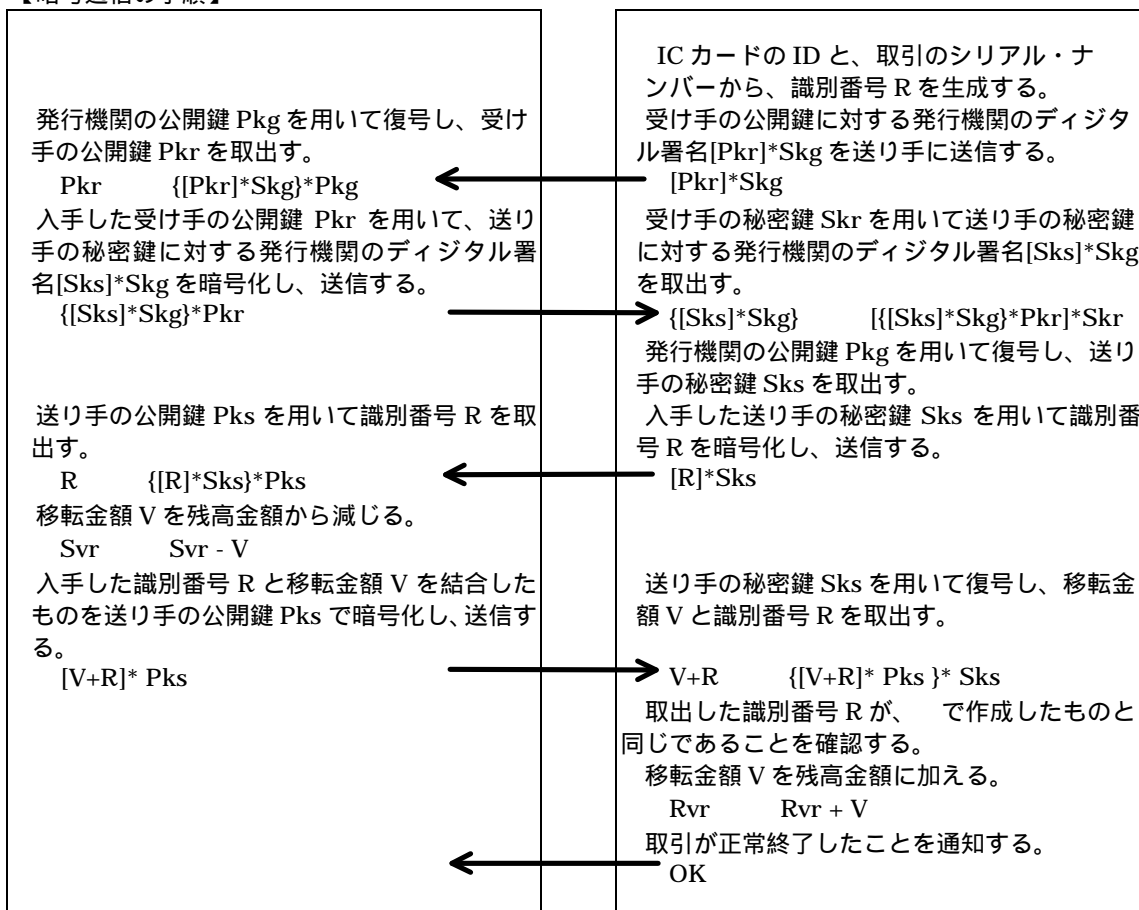 IC カードの ID と、取引のシリアル・ナ
ンバーから、識別番号 R を生成する。
受け手の公開鍵に対する発行機関のディジタ
ル署名[Pkr]*Skg を送り手に送信する。
[Pkr]*Skg
発行機関の公開鍵 Pkg を用いて復号し、受け
手の公開鍵 Pkr を取出す。
Pkr {[Pkr]*Skg}*Pkg
入手した受け手の公開鍵 Pkr を用いて、送り
手の秘密鍵に対する発行機関のディジタル署
名[Sks]*Skg を暗号化し、送信する。
{[Sks]*Skg}*Pkr
受け手の秘密鍵 Skr を用いて送り手の秘密鍵
に対する発行機関のディジタル署名[Sks]*Skg
を取出す。
{[Sks]*Skg} [{[Sks]*Skg}*Pkr]*Skr
発行機関の公開鍵 Pkg を用いて復号し、送り
手の秘密鍵 Sks を取出す。
入手した送り手の秘密鍵 Sks を用いて識別番
号 R を暗号化し、送信する。
[R]*Sks
送り手の公開鍵 Pks を用いて識別番号 R を取
出す。
R {[R]*Sks}*Pks
移転金額 V を残高金額から減じる。
Svr Svr - V
入手した識別番号 R と移転金額 V を結合した
ものを送り手の公開鍵 Pks で暗号化し、送信す
る。
[V+R]* Pks
送り手の秘密鍵 Sks を用いて復号し、移転金
額 V と識別番号 R を取出す。
V+R {[V+R]* Pks }* Sks
取出した識別番号 R が、 で作成したものと
同じであることを確認する。
移転金額 V を残高金額に加える。
Rvr Rvr + V
取引が正常終了したことを通知する。
OK